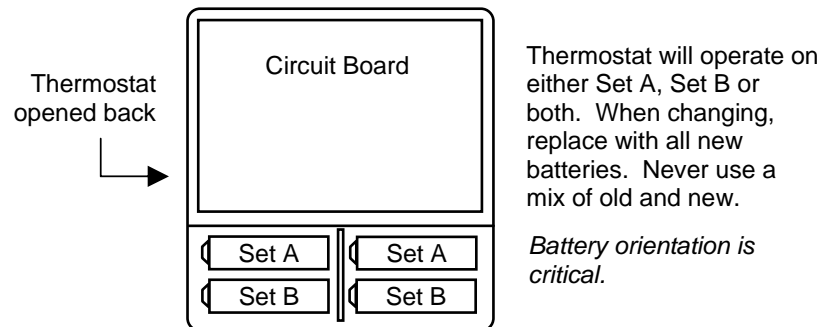 Thermostat
opened back
Circuit Board
Set A
Set A
Set B
Set B
Thermostat will operate on
either Set A, Set B or
both. When changing,
replace with all new
batteries. Never use a
mix of old and new.
Battery orientation is
critical.